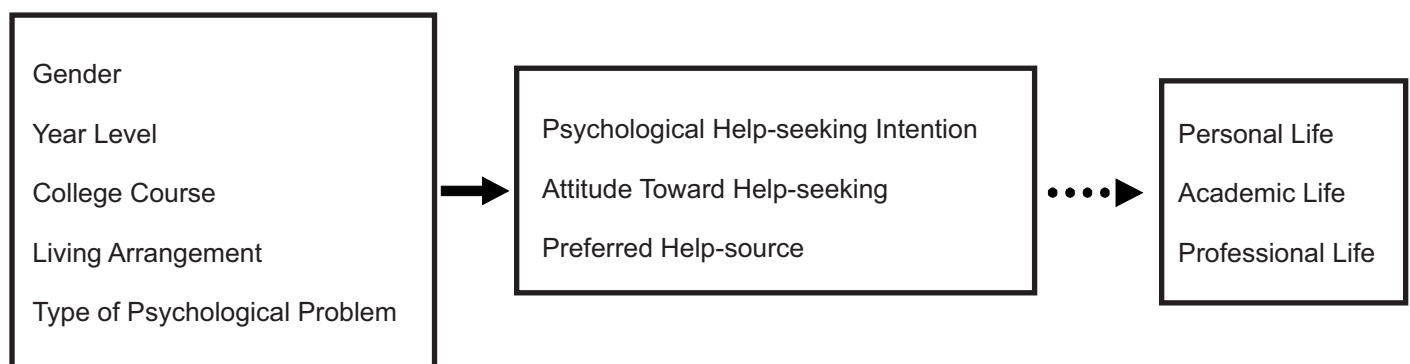 Gender
Year Level
College Course
Living Arrangement
Type of Psychological Problem
Psychological Help-seeking Intention
Attitude Toward Help-seeking
Preferred Help-source
Personal Life
Academic Life
Professional Life